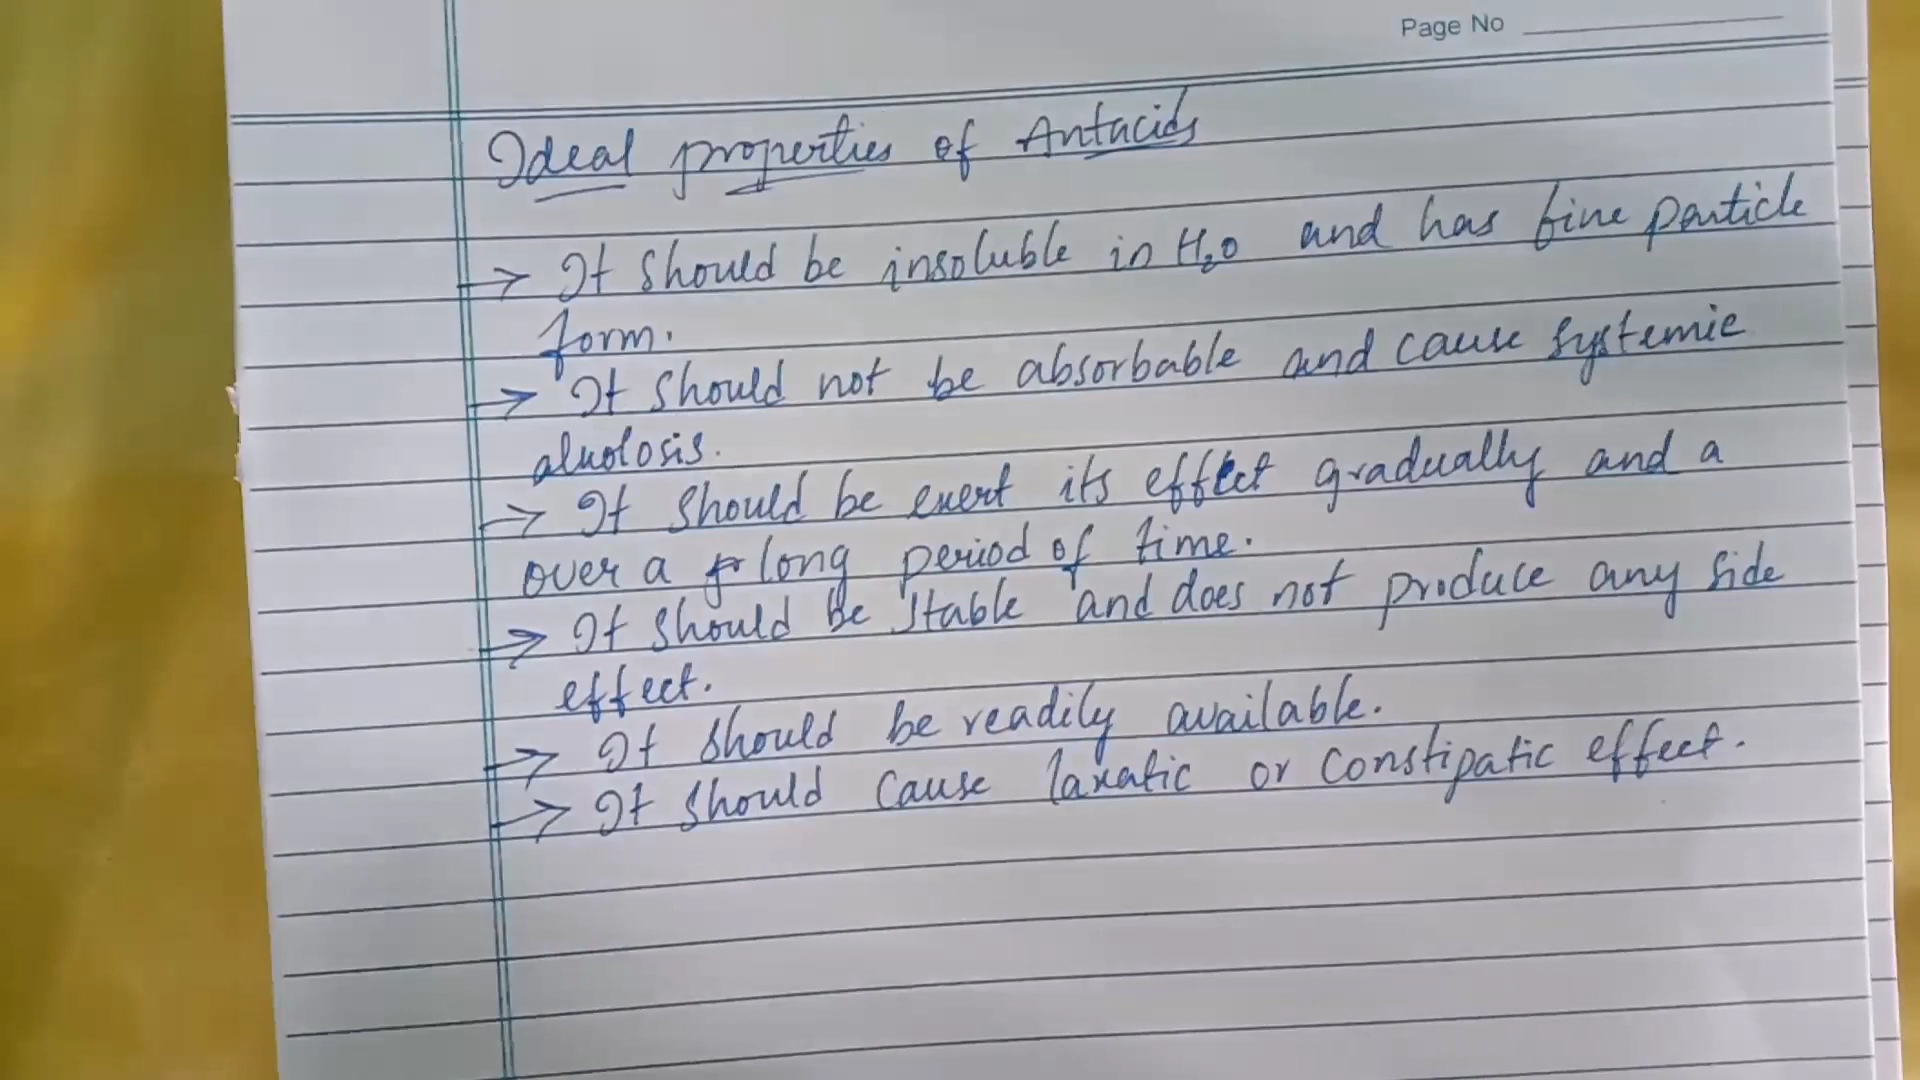 Page No
Ideal properties of Antacids
→ It should be insoluble in H₂O and has fine particle
form.
→ It should not be absorbable and cause systemic
alkolosis.
→ It should be exert its effect gradually and a
over a long period of time.
→ It should be stable and does not produce any side
effect.
→ It should be readily available.
→ It should cause laxatic or constipatic effect.